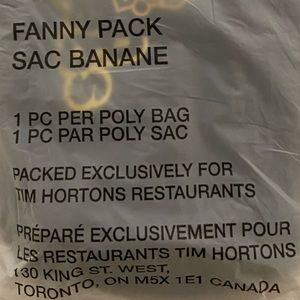 FANNY PACK
SAC BANANE
1 PC PER POLY BAG
1 PC PAR POLY SAC
PACKED EXCLUSIVELY FOR
TIM HORTONS RESTAURANTS
PRÉPARÉ EXCLUSIVEMENT POUR
LES RESTAURANTS TIM HORTONS
130 KING ST. WEST,
TORONTO, ON M5X 1E1 CANADA